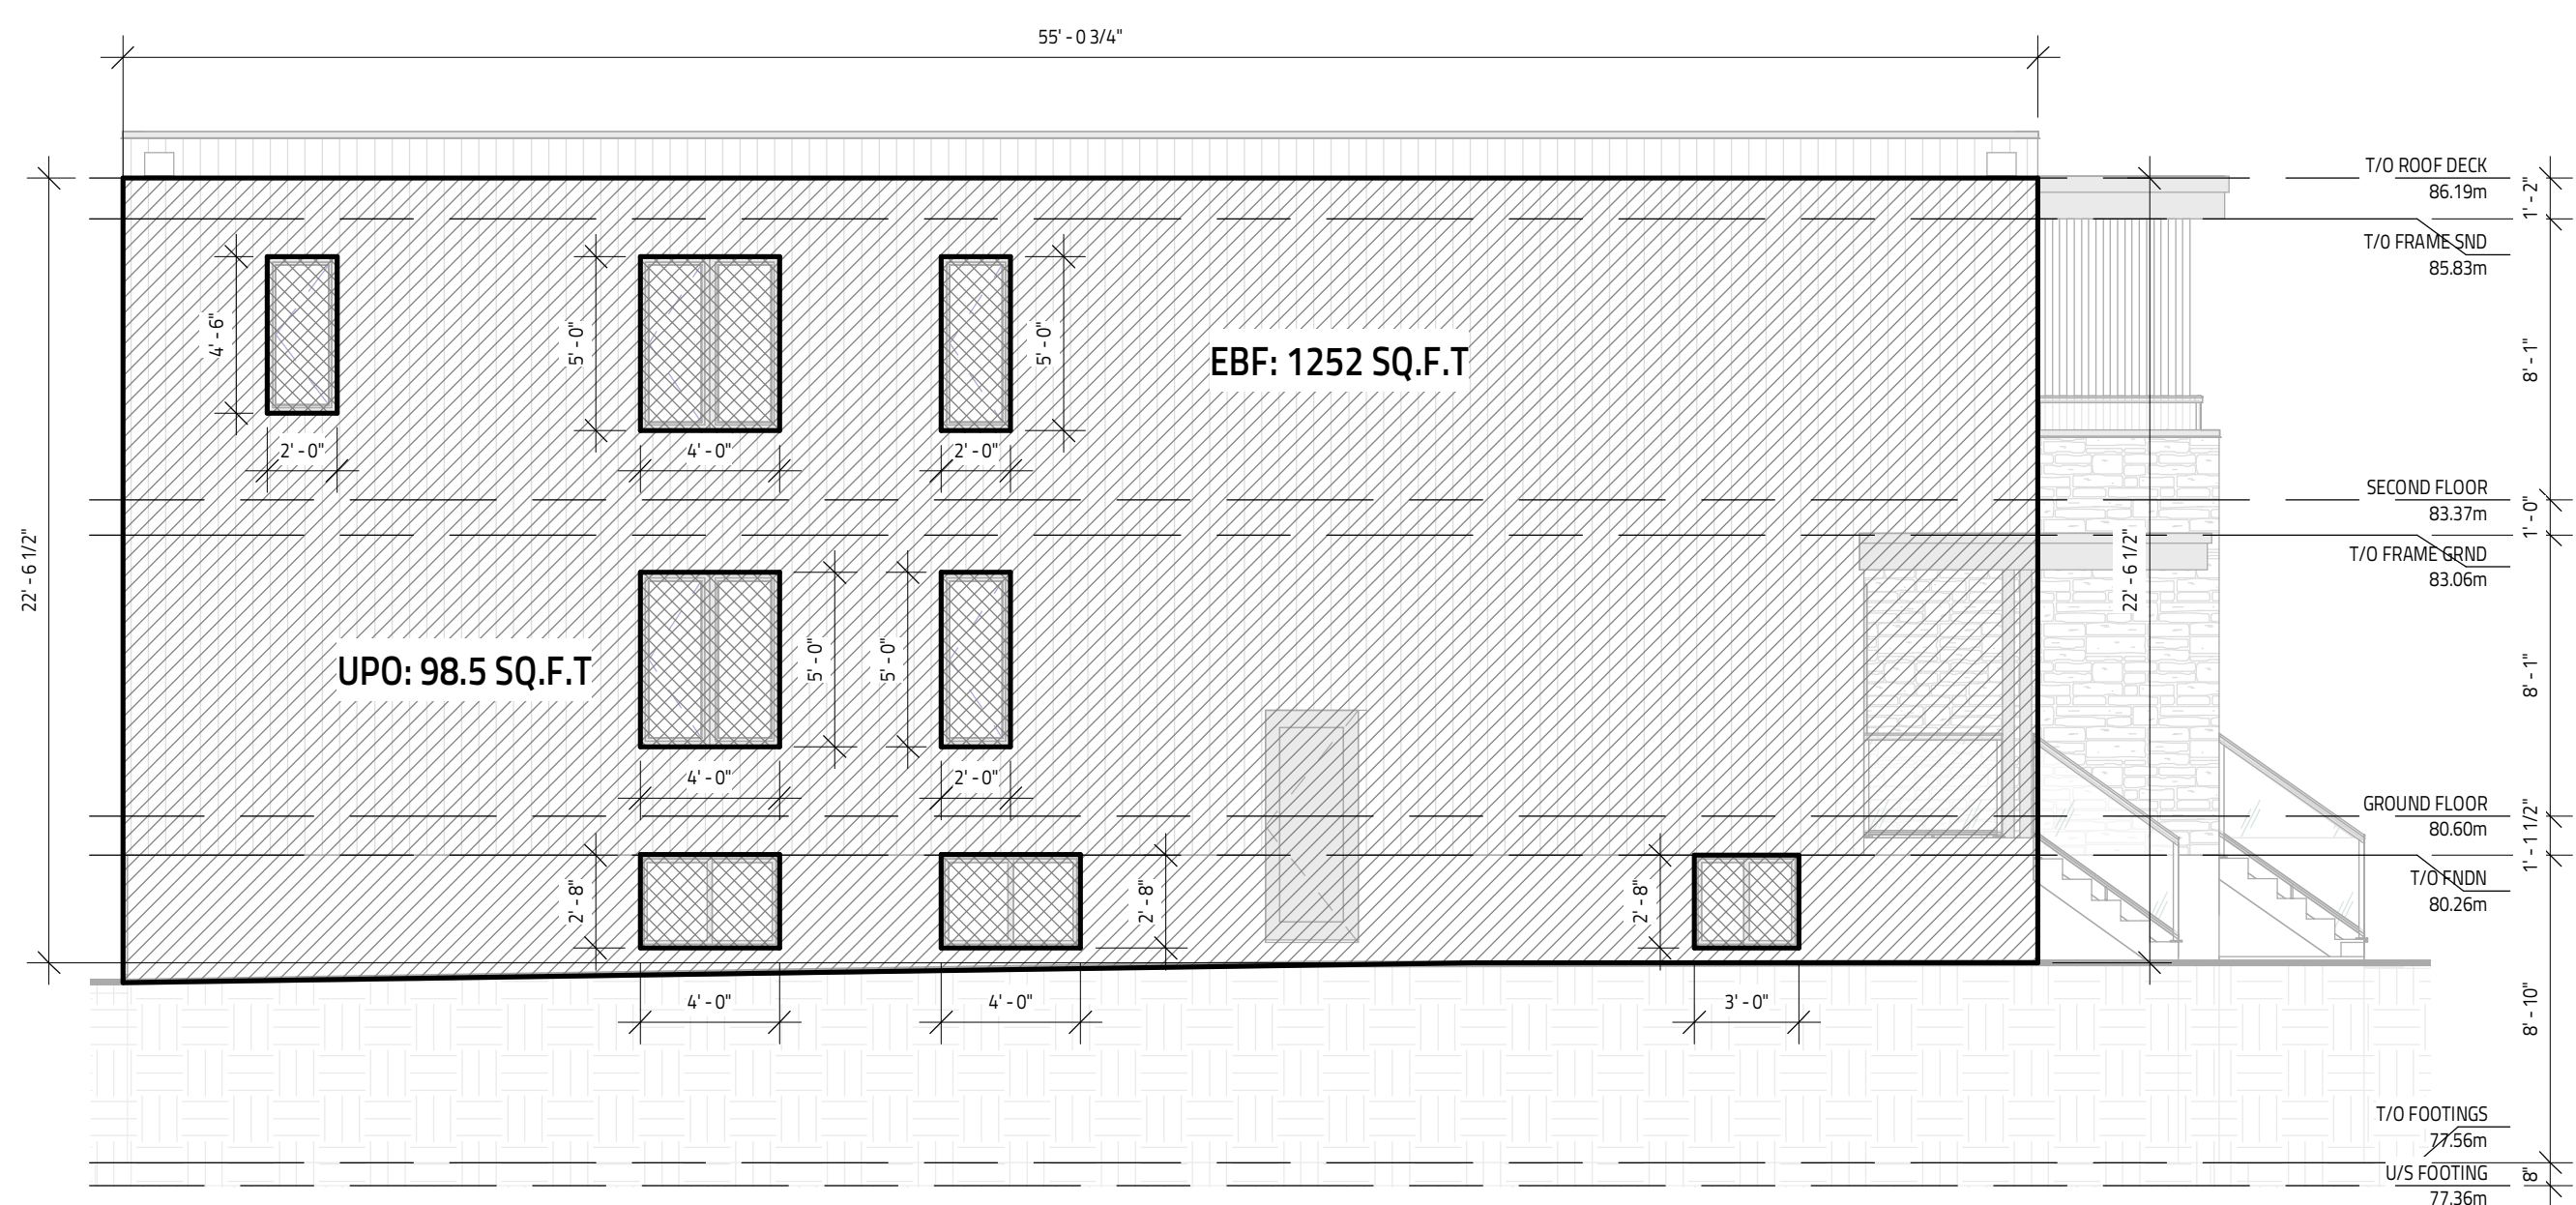 55' - 0 3/4"
T/O ROOF DECK
86.19m
1' - 2"
T/O FRAME SND
85.83m
4' - 6"
5' - 0"
5' - 0"
EBF: 1252 SQ.F.T
8' - 1"
2' - 0"
4' - 0"
2' - 0"
SECOND FLOOR
83.37m
1' - 0"
22' - 6 1/2"
22' - 6 1/2"
T/O FRAME GRND
83.06m
UPO: 98.5 SQ.F.T
5' - 0"
5' - 0"
8' - 1"
4' - 0"
2' - 0"
GROUND FLOOR
80.60m
1' - 1 1/2"
T/O FNDN
80.26m
2' - 8"
2' - 8"
2' - 8"
4' - 0"
4' - 0"
3' - 0"
8' - 10"
T/O FOOTINGS
77.56m
U/S FOOTING
77.36m
8"